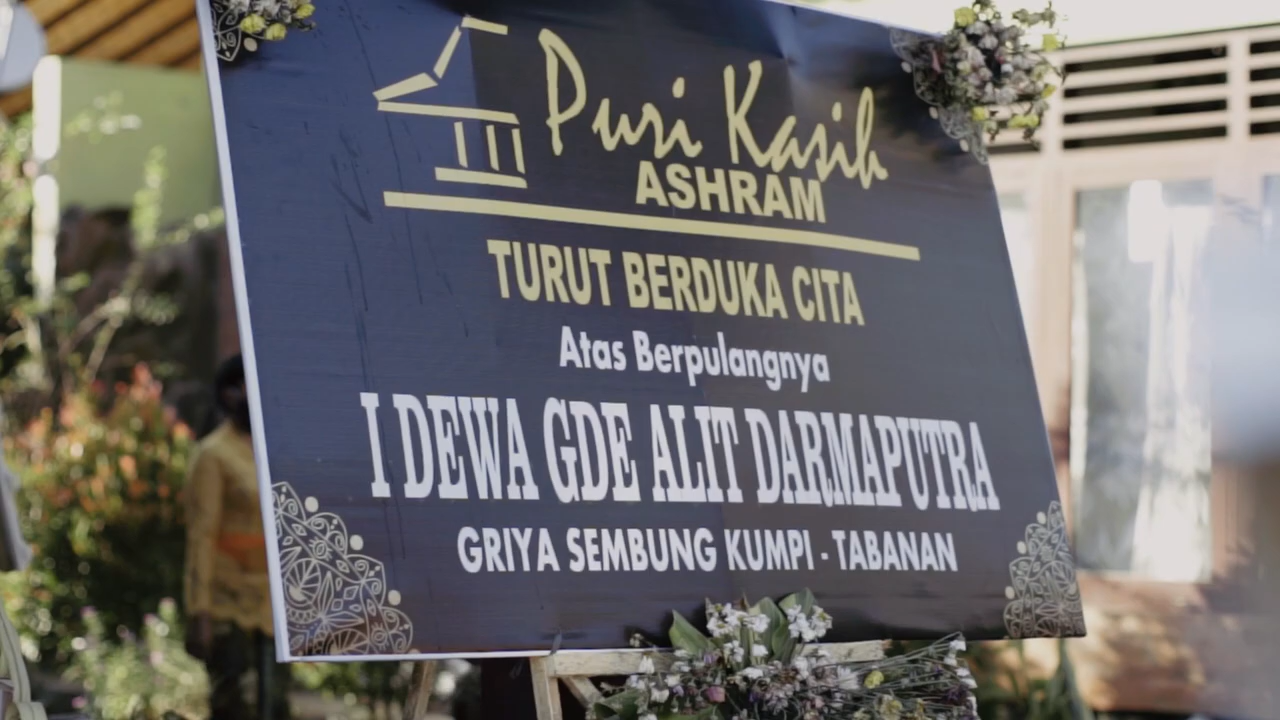 Puri Kasih
ASHRAM
TURUT BERDUKA CITA
Atas Berpulangnya
I DEWA GDE ALIT DARMAPUTRA
GRIYA SEMBUNG KUMPI - TABANAN